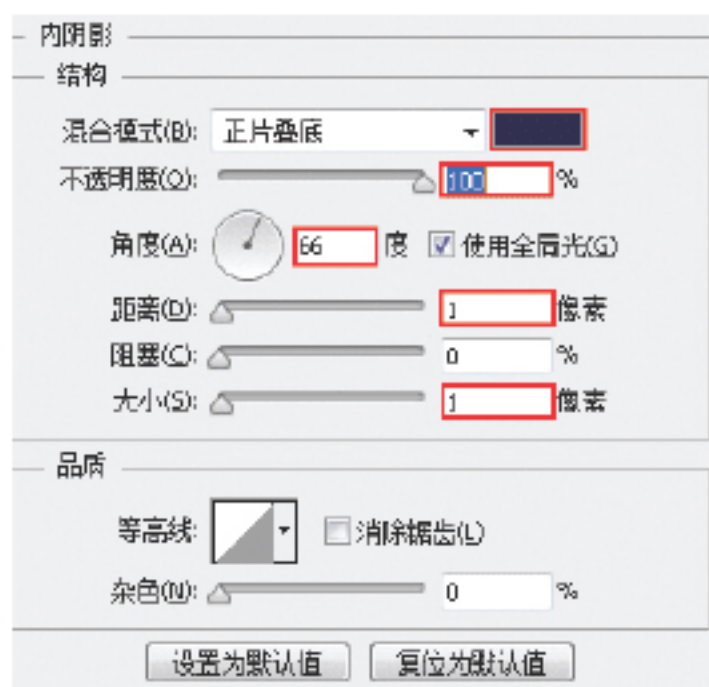 内阴影
结构
混合模式(B): 正片叠底
不透明度(O): 100 %
角度(A): 66 度 使用全局光(G)
距离(D): 1 像素
阻塞(C): 0 %
大小(S): 1 像素
品质
等高线: 消除锯齿(L)
杂色(N): 0 %
设置为默认值 复位为默认值